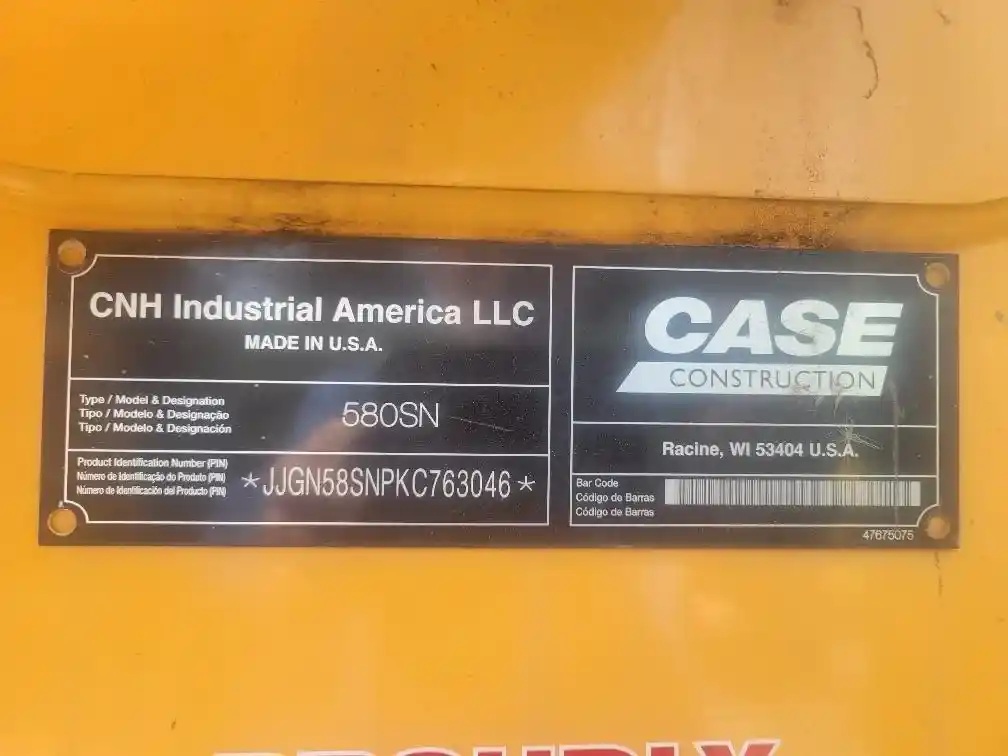 CNH Industrial America LLC
MADE IN U.S.A.
Type / Model & Designation
Tipo / Modelo & Designação
Tipo / Modelo & Designación
580SN
Product Identification Number (PIN)
Número de Identificação do Produto (PIN)
Número de Identificación del Producto (PIN)
*JJGN58SNPKC763046*
CASE
CONSTRUCTION
Racine, WI 53404 U.S.A.
Bar Code
Código de Barras
Código de Barras
47675075
PROUDLY